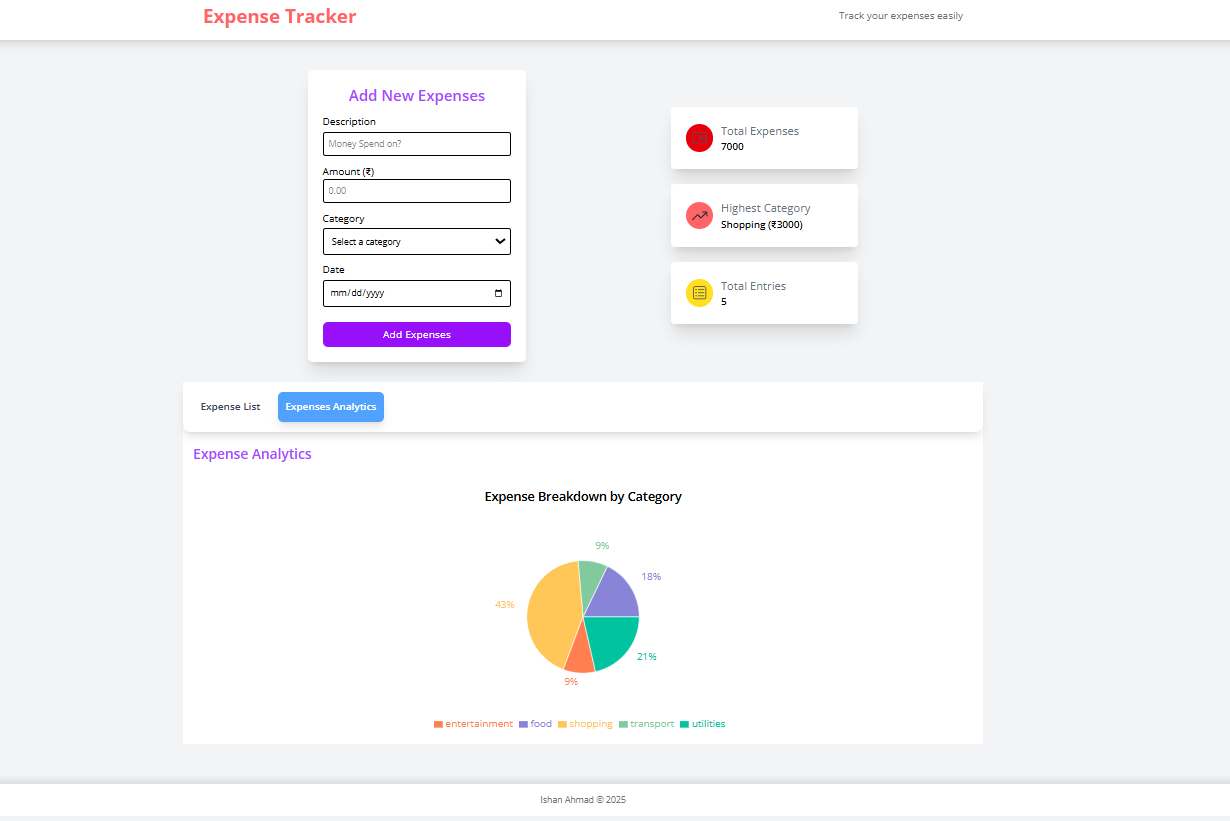 Expense Tracker
Track your expenses easily
Add New Expenses
Description
Money Spend on?
Amount (₹)
0.00
Category
Select a category
Date
mm/dd/yyyy
Add Expenses
Total Expenses
7000
Highest Category
Shopping (₹3000)
Total Entries
5
Expense List
Expenses Analytics
Expense Analytics
Expense Breakdown by Category
9%
18%
43%
21%
9%
entertainment food shopping transport utilities
Ishan Ahmad © 2025